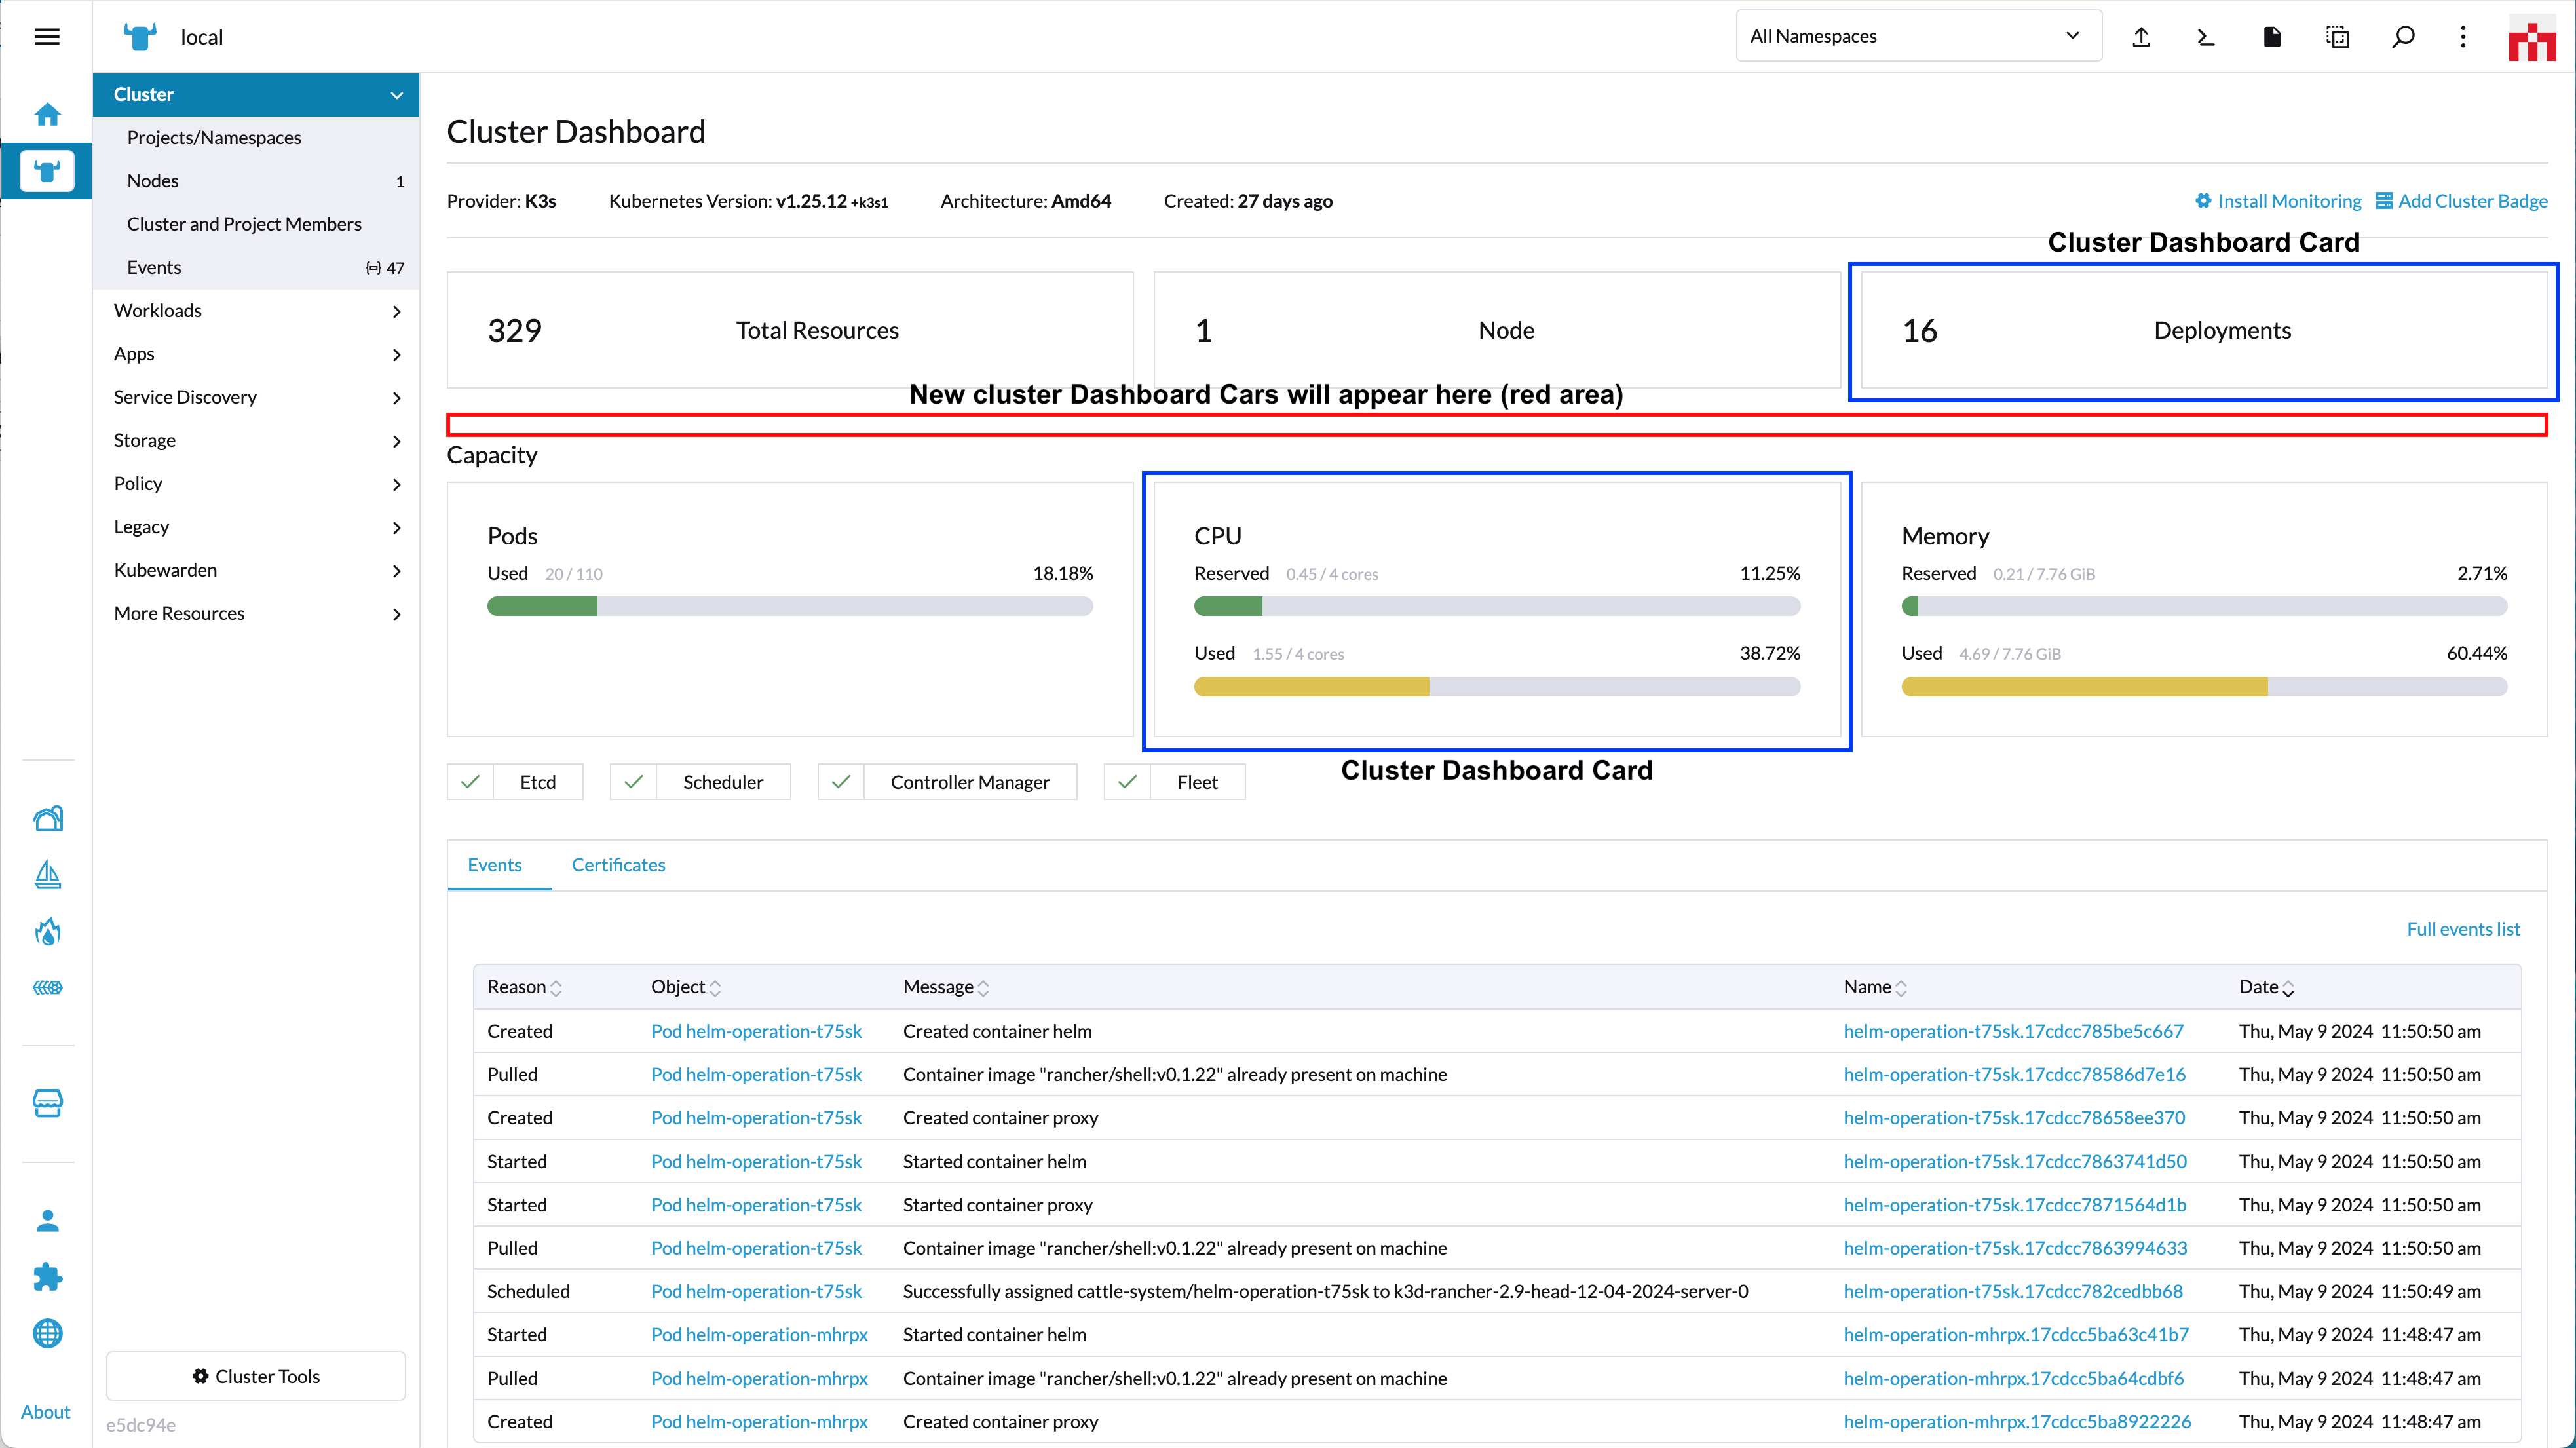 local
All Namespaces
Cluster
Projects/Namespaces
Nodes 1
Cluster and Project Members
Events 47
Workloads
Apps
Service Discovery
Storage
Policy
Legacy
Kubewarden
More Resources
Cluster Tools
About
e5dc94e
Cluster Dashboard
Provider: K3s Kubernetes Version: v1.25.12 +k3s1 Architecture: Amd64 Created: 27 days ago Install Monitoring Add Cluster Badge
Cluster Dashboard Card
329 Total Resources 1 Node 16 Deployments
New cluster Dashboard Cars will appear here (red area)
Capacity
Pods CPU Memory
Used 20 / 110 18.18% Reserved 0.45 / 4 cores 11.25% Reserved 0.21 / 7.76 GiB 2.71%
Used 1.55 / 4 cores 38.72% Used 4.69 / 7.76 GiB 60.44%
Etcd Scheduler Controller Manager Fleet Cluster Dashboard Card
Events Certificates
Full events list
Reason Object Message Name Date
Created Pod helm-operation-t75sk Created container helm helm-operation-t75sk.17cdcc785be5c667 Thu, May 9 2024 11:50:50 am
Pulled Pod helm-operation-t75sk Container image "rancher/shell:v0.1.22" already present on machine helm-operation-t75sk.17cdcc78586d7e16 Thu, May 9 2024 11:50:50 am
Created Pod helm-operation-t75sk Created container proxy helm-operation-t75sk.17cdcc78658ee370 Thu, May 9 2024 11:50:50 am
Started Pod helm-operation-t75sk Started container helm helm-operation-t75sk.17cdcc7863741d50 Thu, May 9 2024 11:50:50 am
Started Pod helm-operation-t75sk Started container proxy helm-operation-t75sk.17cdcc7871564d1b Thu, May 9 2024 11:50:50 am
Pulled Pod helm-operation-t75sk Container image "rancher/shell:v0.1.22" already present on machine helm-operation-t75sk.17cdcc7863994633 Thu, May 9 2024 11:50:50 am
Scheduled Pod helm-operation-t75sk Successfully assigned cattle-system/helm-operation-t75sk to k3d-rancher-2.9-head-12-04-2024-server-0 helm-operation-t75sk.17cdcc782cedbb68 Thu, May 9 2024 11:50:49 am
Started Pod helm-operation-mhrpx Started container helm helm-operation-mhrpx.17cdcc5ba63c41b7 Thu, May 9 2024 11:48:47 am
Pulled Pod helm-operation-mhrpx Container image "rancher/shell:v0.1.22" already present on machine helm-operation-mhrpx.17cdcc5ba64cdbf6 Thu, May 9 2024 11:48:47 am
Created Pod helm-operation-mhrpx Created container proxy helm-operation-mhrpx.17cdcc5ba8922226 Thu, May 9 2024 11:48:47 am